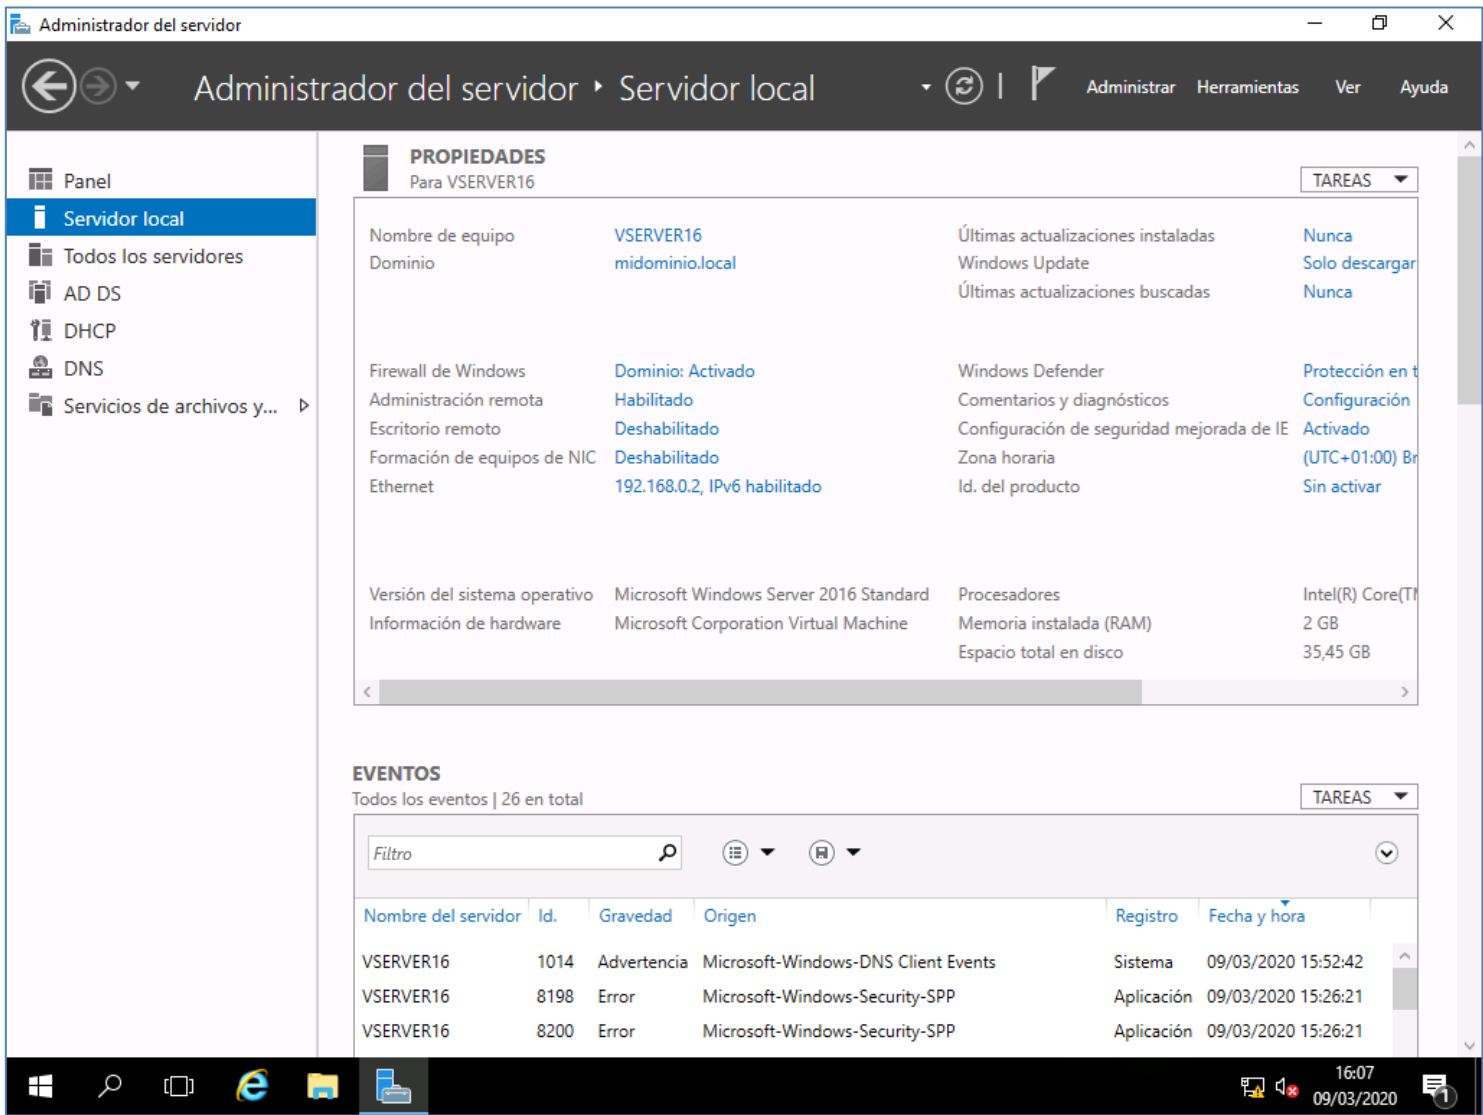 Administrador del servidor
Administrador del servidor ‣ Servidor local
Administrar Herramientas Ver Ayuda
Panel
Servidor local
Todos los servidores
AD DS
DHCP
DNS
Servicios de archivos y...
PROPIEDADES
Para VSERVER16
TAREAS
Nombre de equipo VSERVER16 Últimas actualizaciones instaladas Nunca
Dominio midominio.local Windows Update Solo descargar
Últimas actualizaciones buscadas Nunca
Firewall de Windows Dominio: Activado Windows Defender Protección en t
Administración remota Habilitado Comentarios y diagnósticos Configuración
Escritorio remoto Deshabilitado Configuración de seguridad mejorada de IE Activado
Formación de equipos de NIC Deshabilitado Zona horaria (UTC+01:00) Br
Ethernet 192.168.0.2, IPv6 habilitado Id. del producto Sin activar
Versión del sistema operativo Microsoft Windows Server 2016 Standard Procesadores Intel(R) Core(TM
Información de hardware Microsoft Corporation Virtual Machine Memoria instalada (RAM) 2 GB
Espacio total en disco 35,45 GB
EVENTOS
Todos los eventos | 26 en total
TAREAS
Filtro
Nombre del servidor Id. Gravedad Origen Registro Fecha y hora
VSERVER16 1014 Advertencia Microsoft-Windows-DNS Client Events Sistema 09/03/2020 15:52:42
VSERVER16 8198 Error Microsoft-Windows-Security-SPP Aplicación 09/03/2020 15:26:21
VSERVER16 8200 Error Microsoft-Windows-Security-SPP Aplicación 09/03/2020 15:26:21
16:07
09/03/2020
1